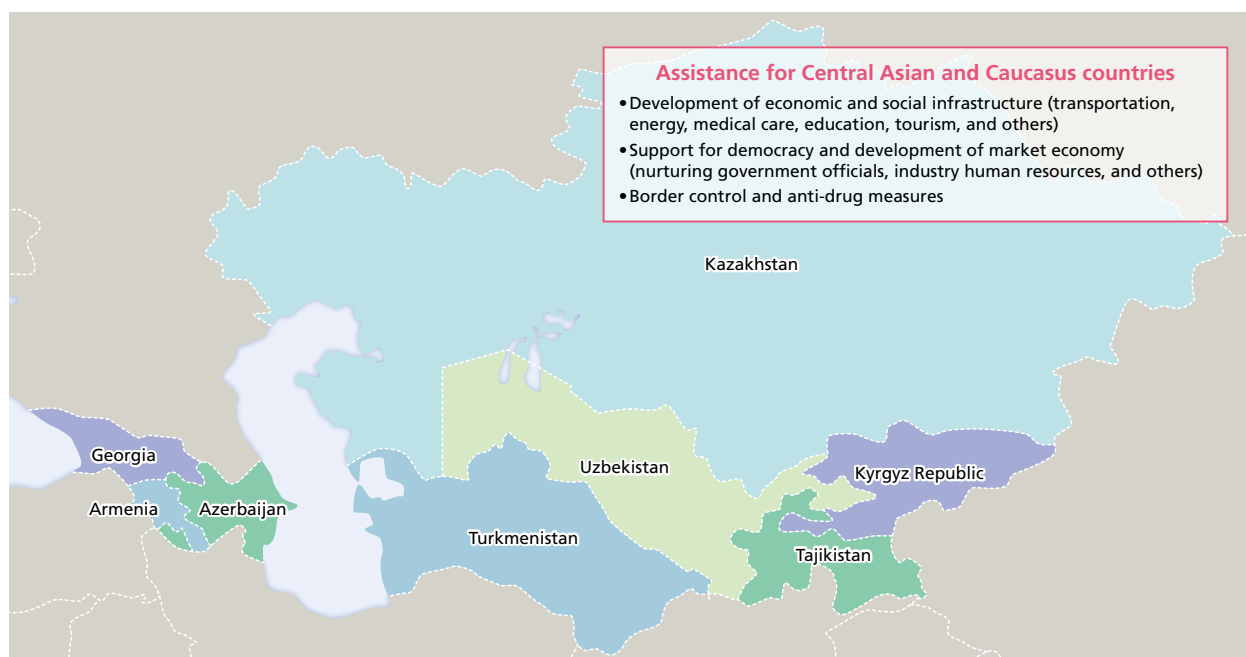 Assistance for Central Asian and Caucasus countries
•Development of economic and social infrastructure (transportation,
energy, medical care, education, tourism, and others)
•Support for democracy and development of market economy
(nurturing government officials, industry human resources, and others)
•Border control and anti-drug measures
Kazakhstan
Georgia
Uzbekistan
Kyrgyz Republic
Armenia
Azerbaijan
Turkmenistan
Tajikistan